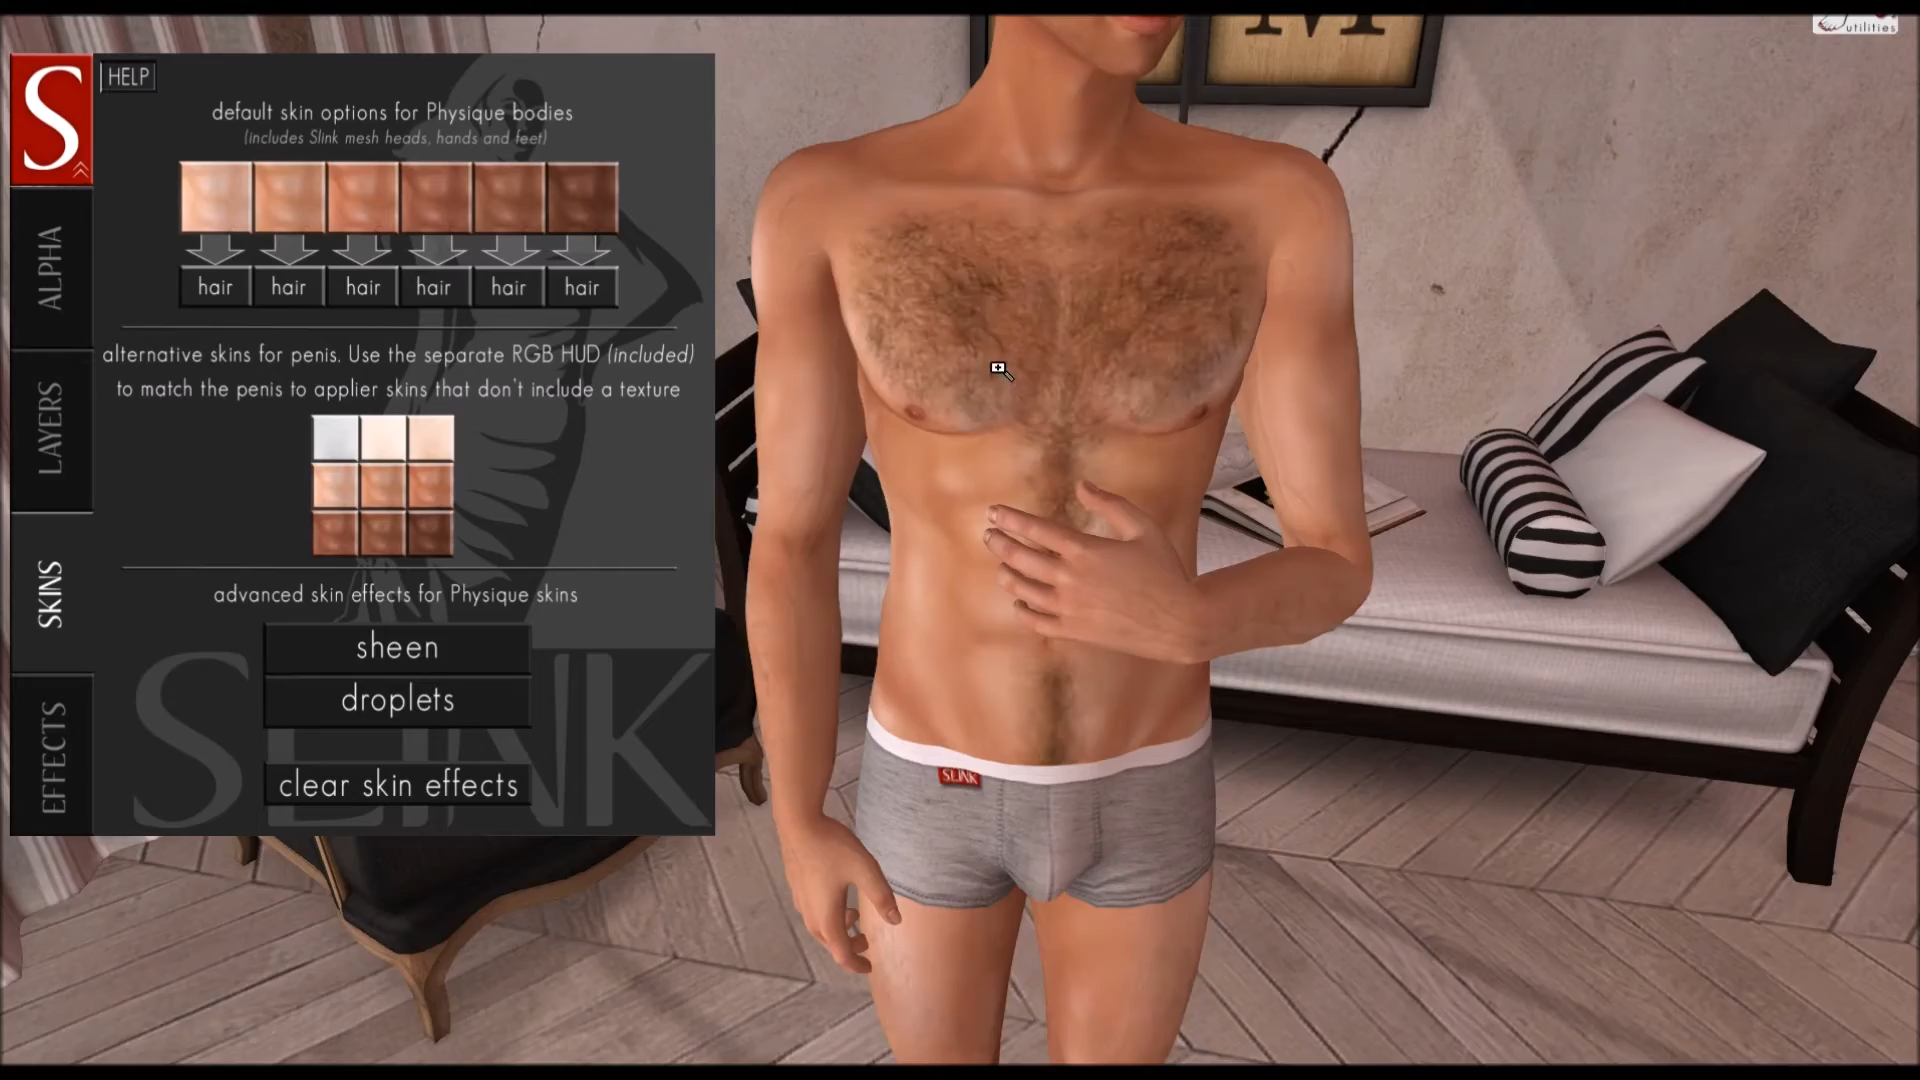 S
HELP
default skin options for Physique bodies
(includes Slink mesh heads, hands and feet)
hair hair hair hair hair hair
alternative skins for penis. Use the separate RGB HUD (included)
to match the penis to applier skins that don't include a texture
advanced skin effects for Physique skins
sheen
droplets
clear skin effects
SLINK
ALPHA
LAYERS
SKINS
EFFECTS
M
SLINK
utilities